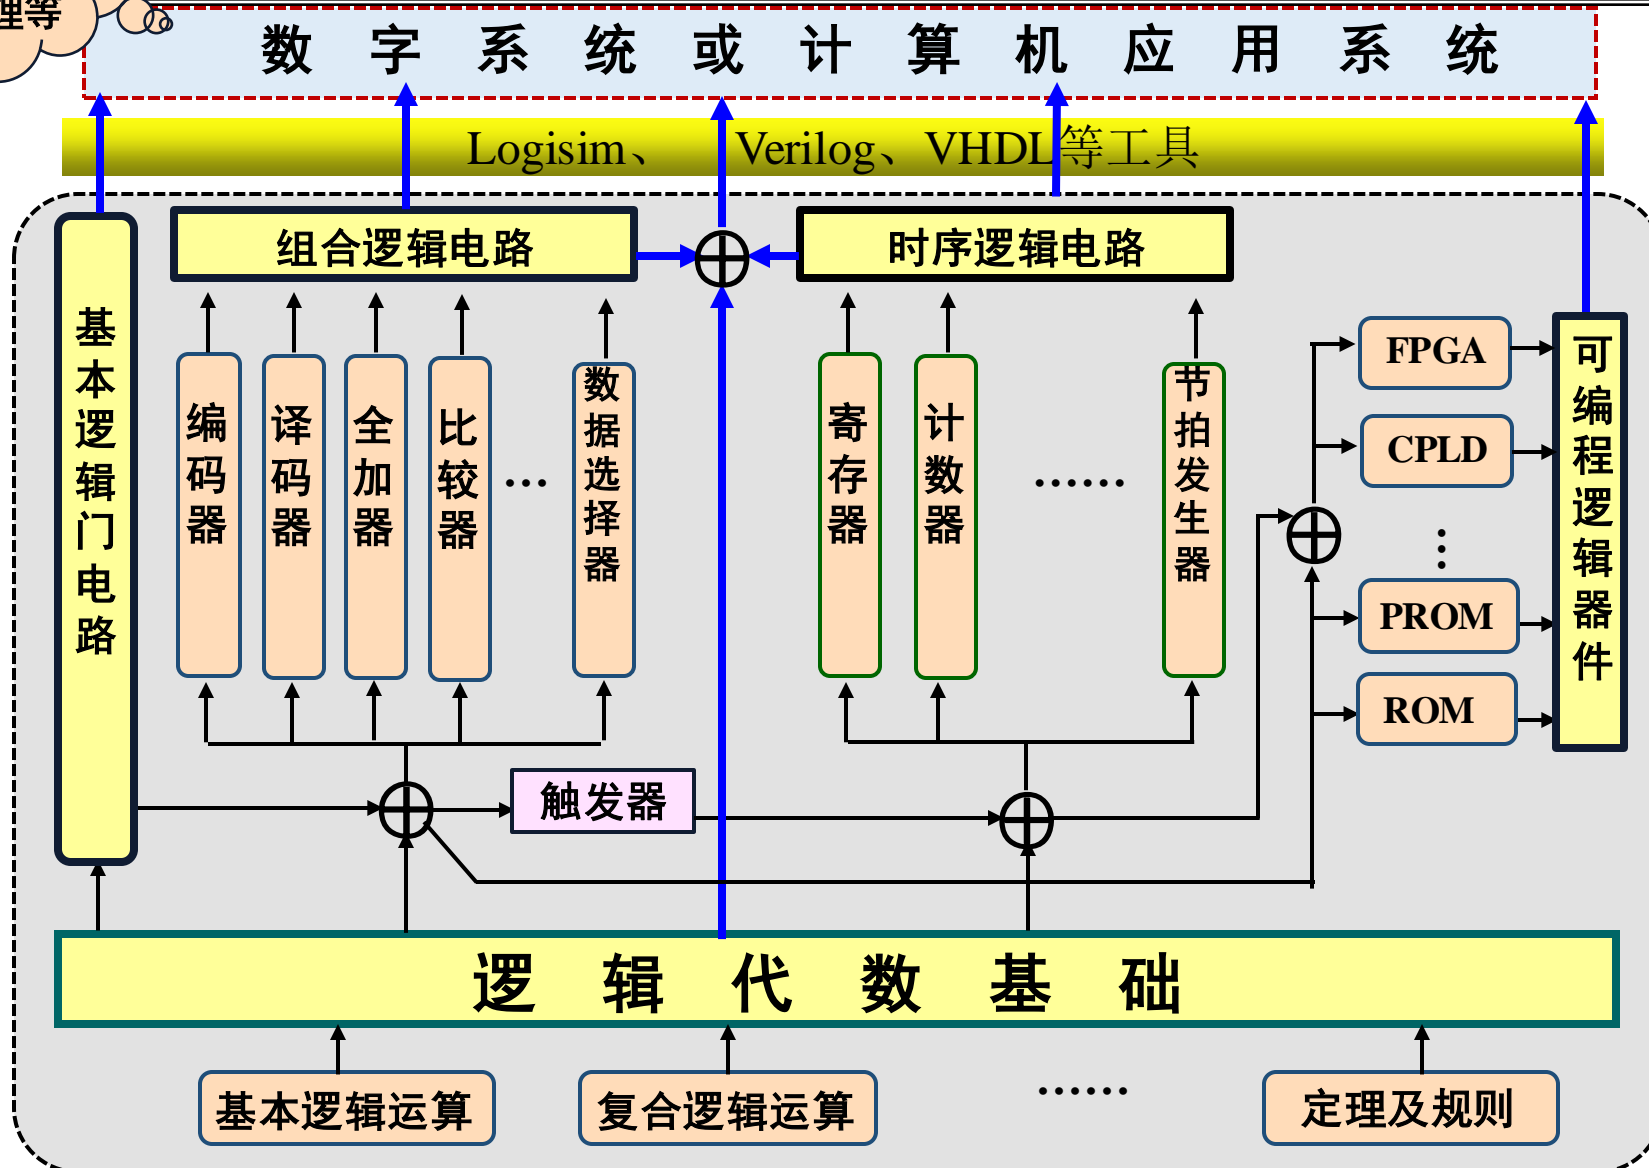 理等
数字系统或计算机应用系统
Logisim、 Verilog、VHDL等工具
组合逻辑电路
时序逻辑电路
基本逻辑门电路
编码器
译码器
全加器
比较器
…
数据选择器
寄存器
计数器
……
节拍发生器
FPGA
CPLD
…
PROM
ROM
可编程逻辑器件
触发器
逻辑代数基础
基本逻辑运算
复合逻辑运算
……
定理及规则